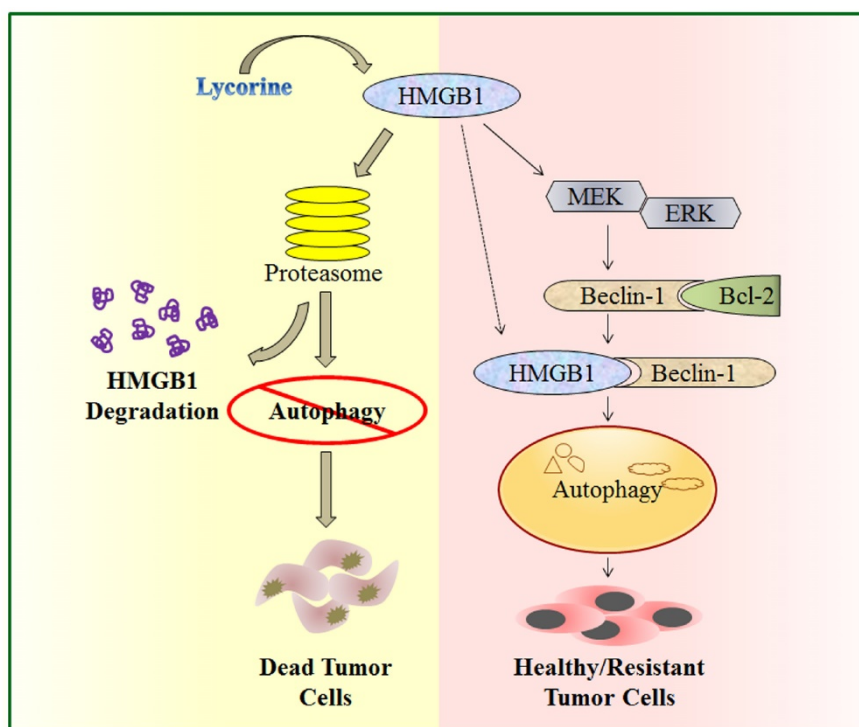 Lycorine
HMGB1
MEK
ERK
Proteasome
Beclin-1
Bcl-2
HMGB1
Degradation
Autophagy
HMGB1
Beclin-1
Autophagy
Dead Tumor
Cells
Healthy/Resistant
Tumor Cells